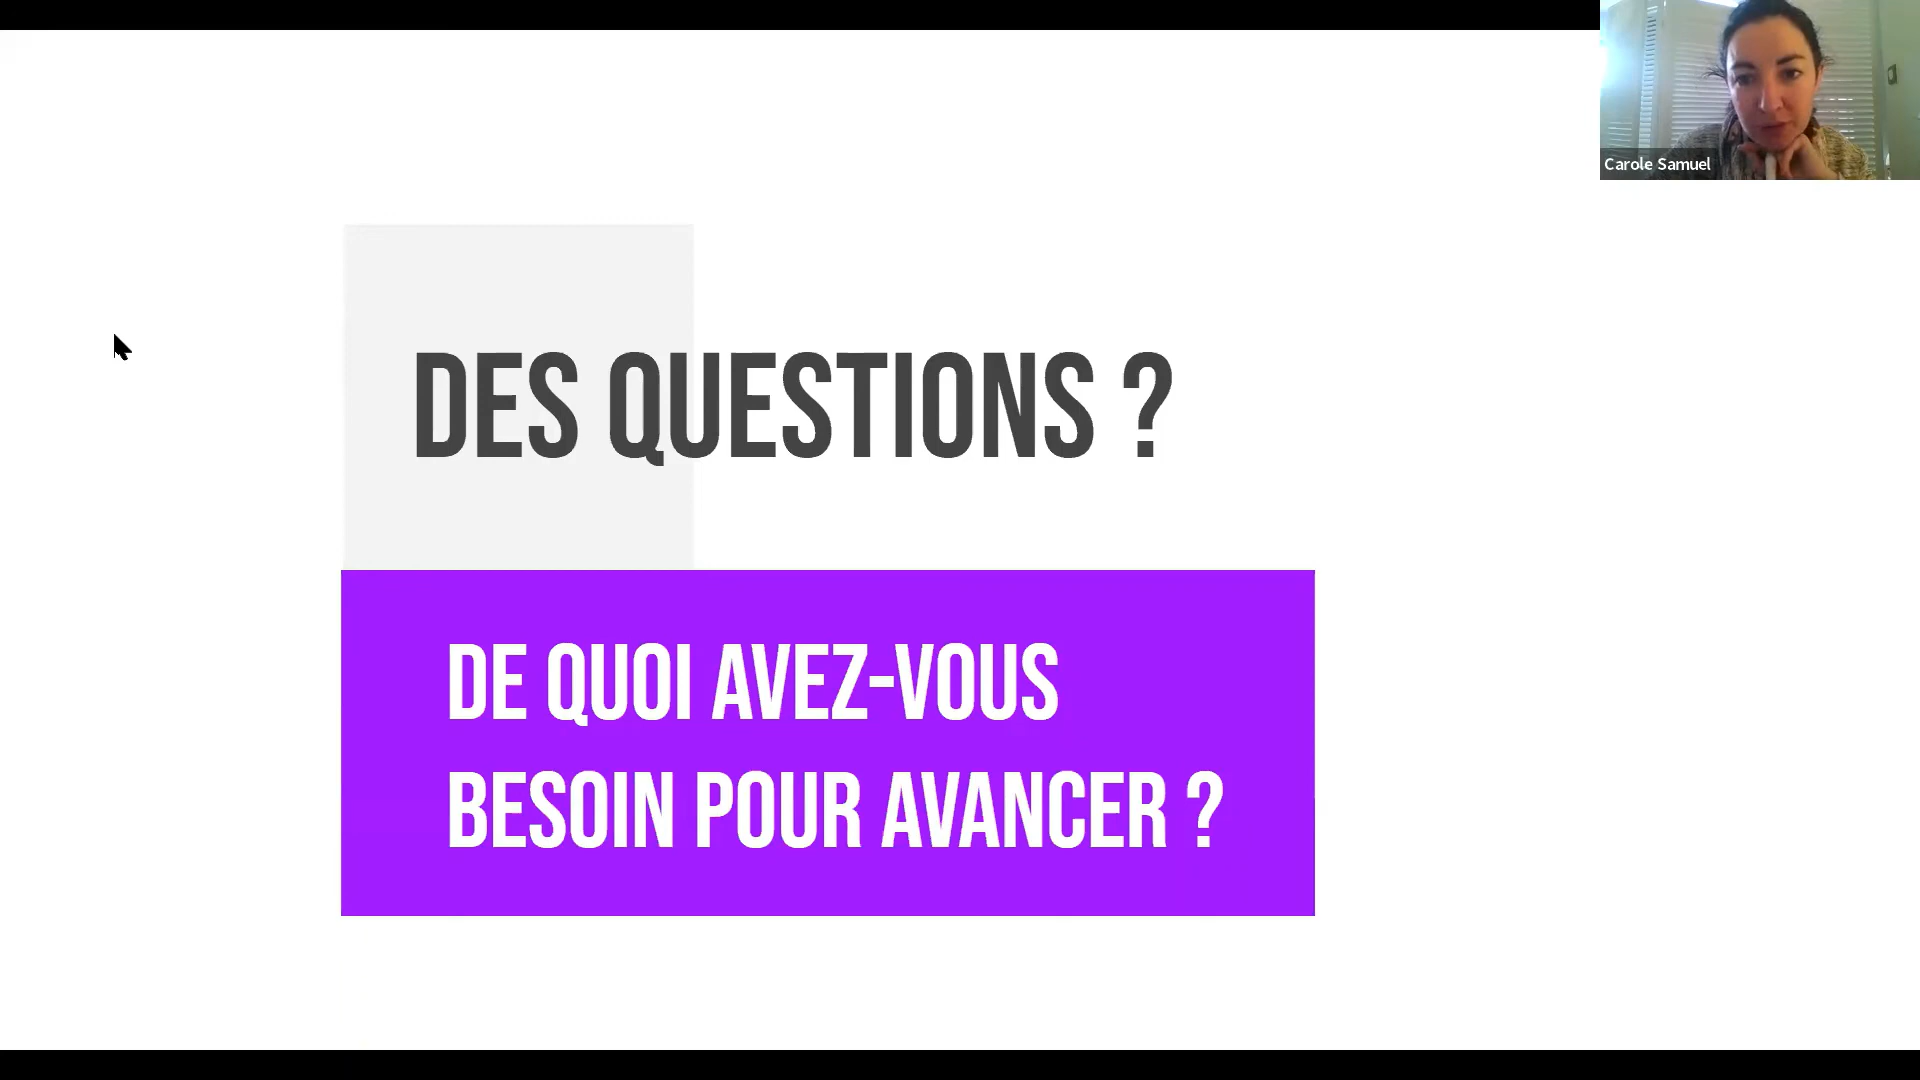 Carole Samuel
DES QUESTIONS ?
DE QUOI AVEZ-VOUS
BESOIN POUR AVANCER ?